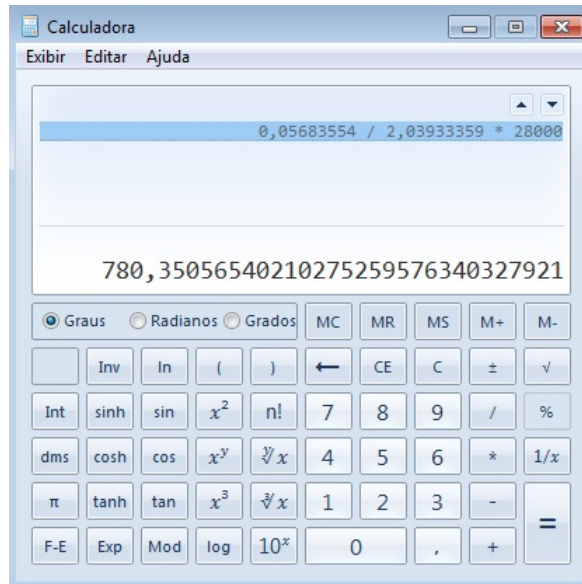 Calculadora
Exibir Editar Ajuda
0,05683554 / 2,03933359 * 28000
780,35056540210275259576340327921
Graus Radianos Grados MC MR MS M+ M-
Inv In ( ) ← CE C ± √
Int sinh sin x² n! 7 8 9 / %
dms cosh cos xʸ ʸ√x 4 5 6 * 1/x
π tanh tan x³ ³√x 1 2 3 - =
F-E Exp Mod log 10ˣ 0 , +